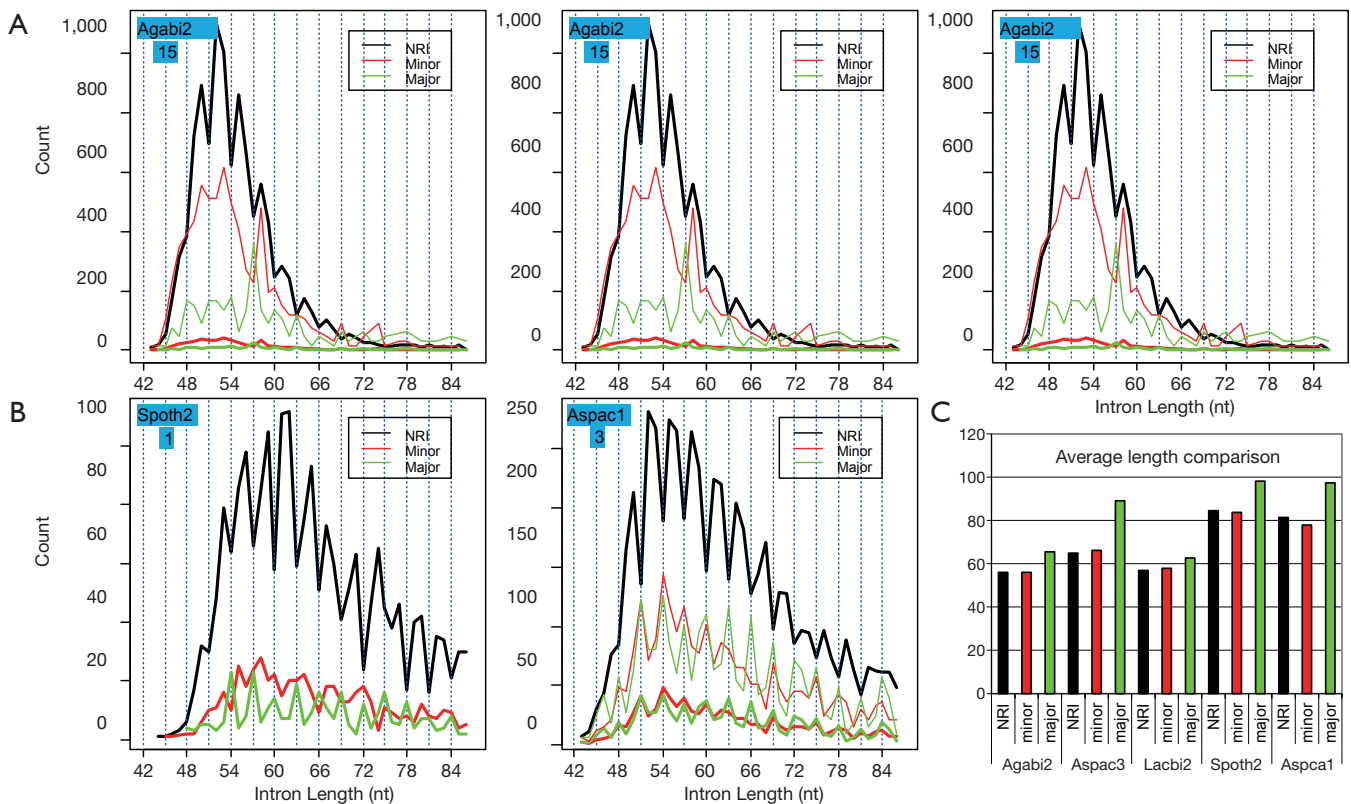 A
Agabi2
15
NRI
Minor
Major
1,000
800
600
400
200
0
Count
42 48 54 60 66 72 78 84
Agabi2
15
NRI
Minor
Major
1,000
800
600
400
200
0
42 48 54 60 66 72 78 84
Agabi2
15
NRI
Minor
Major
1,000
800
600
400
200
0
42 48 54 60 66 72 78 84
Intron Length (nt)
B
Spoth2
1
NRI
Minor
Major
100
80
60
40
20
0
Count
42 48 54 60 66 72 78 84
Intron Length (nt)
Aspac1
3
NRI
Minor
Major
250
200
150
100
50
0
42 48 54 60 66 72 78 84
Intron Length (nt)
C
Average length comparison
120
100
80
60
40
20
0
NRI minor major NRI minor major NRI minor major NRI minor major NRI minor major
Agabi2 Aspac3 Lacbi2 Spoth2 Aspca1